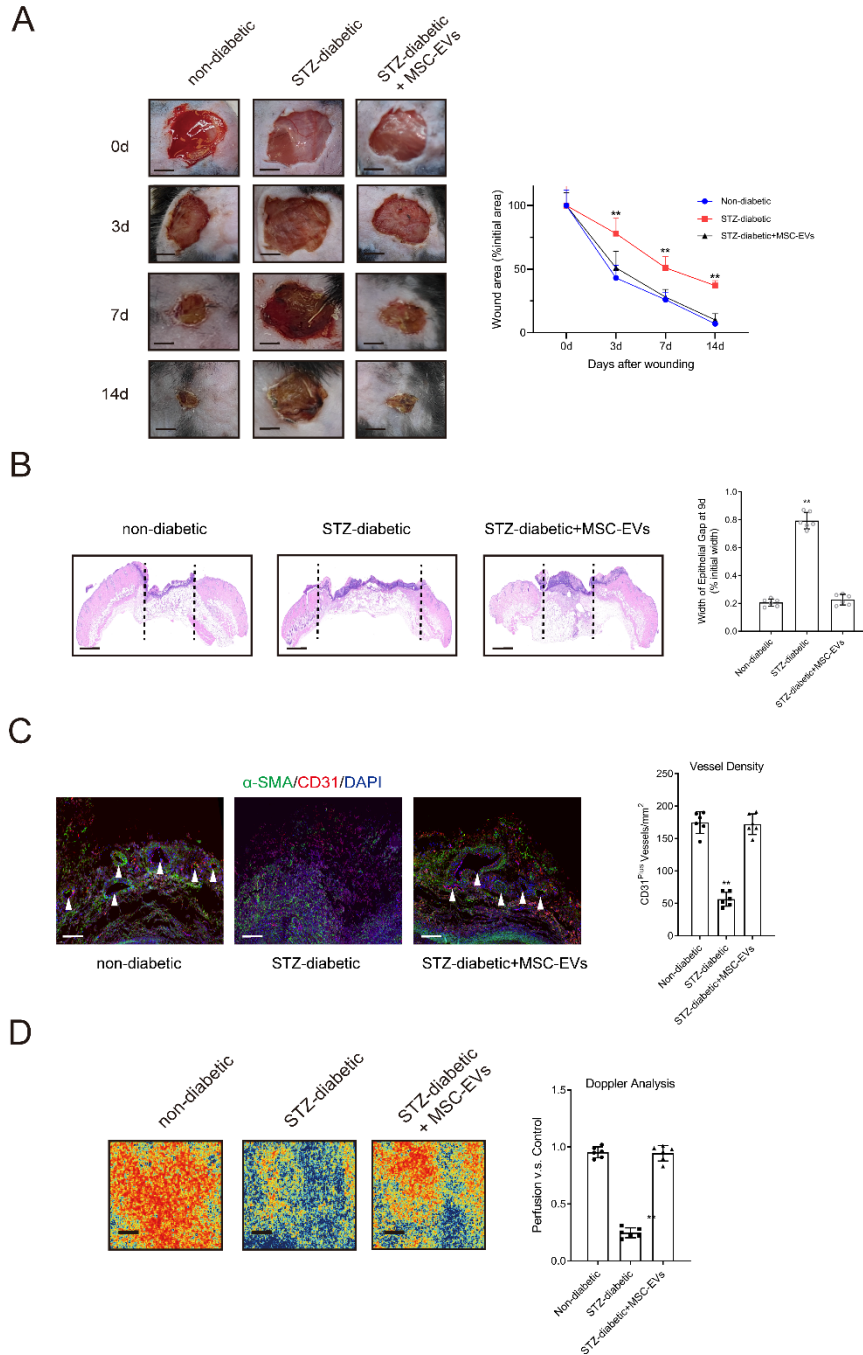 A
non-diabetic
STZ-diabetic
STZ-diabetic
+ MSC-EVs
0d
3d
7d
14d
Wound area (%initial area)
100
50
0
**
**
**
Non-diabetic
STZ-diabetic
STZ-diabetic+MSC-EVs
0d
3d
7d
14d
Days after wounding
B
non-diabetic
STZ-diabetic
STZ-diabetic+MSC-EVs
Width of Epithelial Gap at 9d
(% initial width)
1.0
0.8
0.6
0.4
0.2
0.0
**
Non-diabetic
STZ-diabetic
STZ-diabetic+MSC-EVs
C
α-SMA/CD31/DAPI
non-diabetic
STZ-diabetic
STZ-diabetic+MSC-EVs
Vessel Density
CD31Plus Vessels/mm2
250
200
150
100
50
0
**
Non-diabetic
STZ-diabetic
STZ-diabetic+MSC-EVs
D
non-diabetic
STZ-diabetic
STZ-diabetic
+ MSC-EVs
Doppler Analysis
Perfusion v.s. Control
1.5
1.0
0.5
0.0
**
Non-diabetic
STZ-diabetic
STZ-diabetic+MSC-EVs